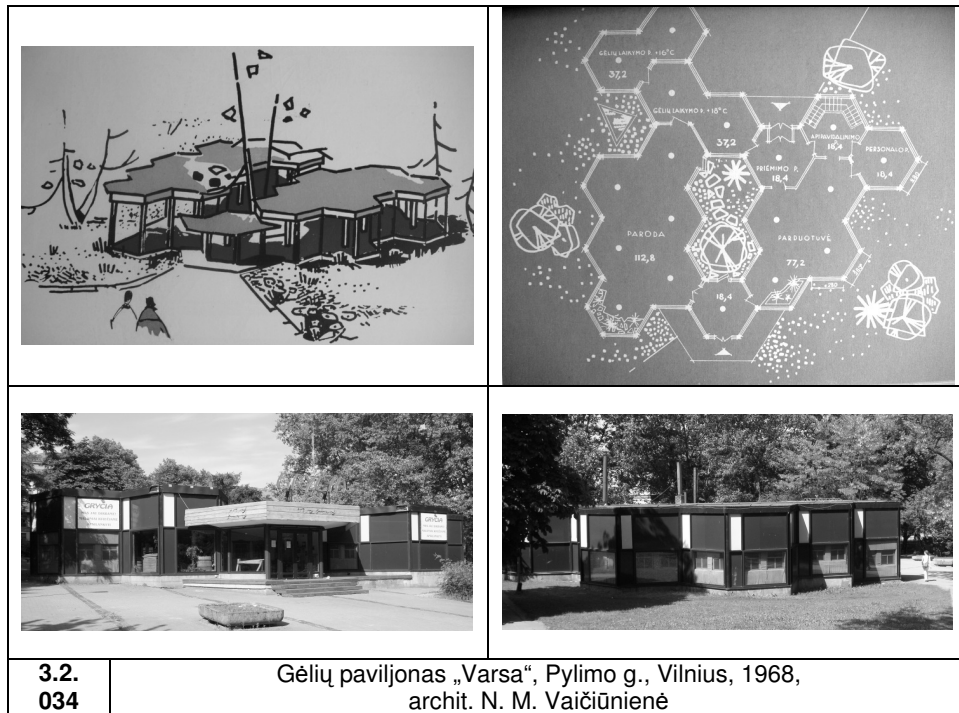 GĖLIŲ LAIKYMO P. +16°C
37,2
GĖLIŲ LAIKYMO P. +18°C
37,2
APIPAVIDALINIMO
18,4
PERSONALO P.
18,4
PRIĖMIMO P.
18,4
PARODA
112,8
PARDUOTUVĖ
77,2
18,4
GRYČIA
GRYČIA
3.2.
034
Gėlių paviljonas „Varsa“, Pylimo g., Vilnius, 1968,
archit. N. M. Vaičiūnienė